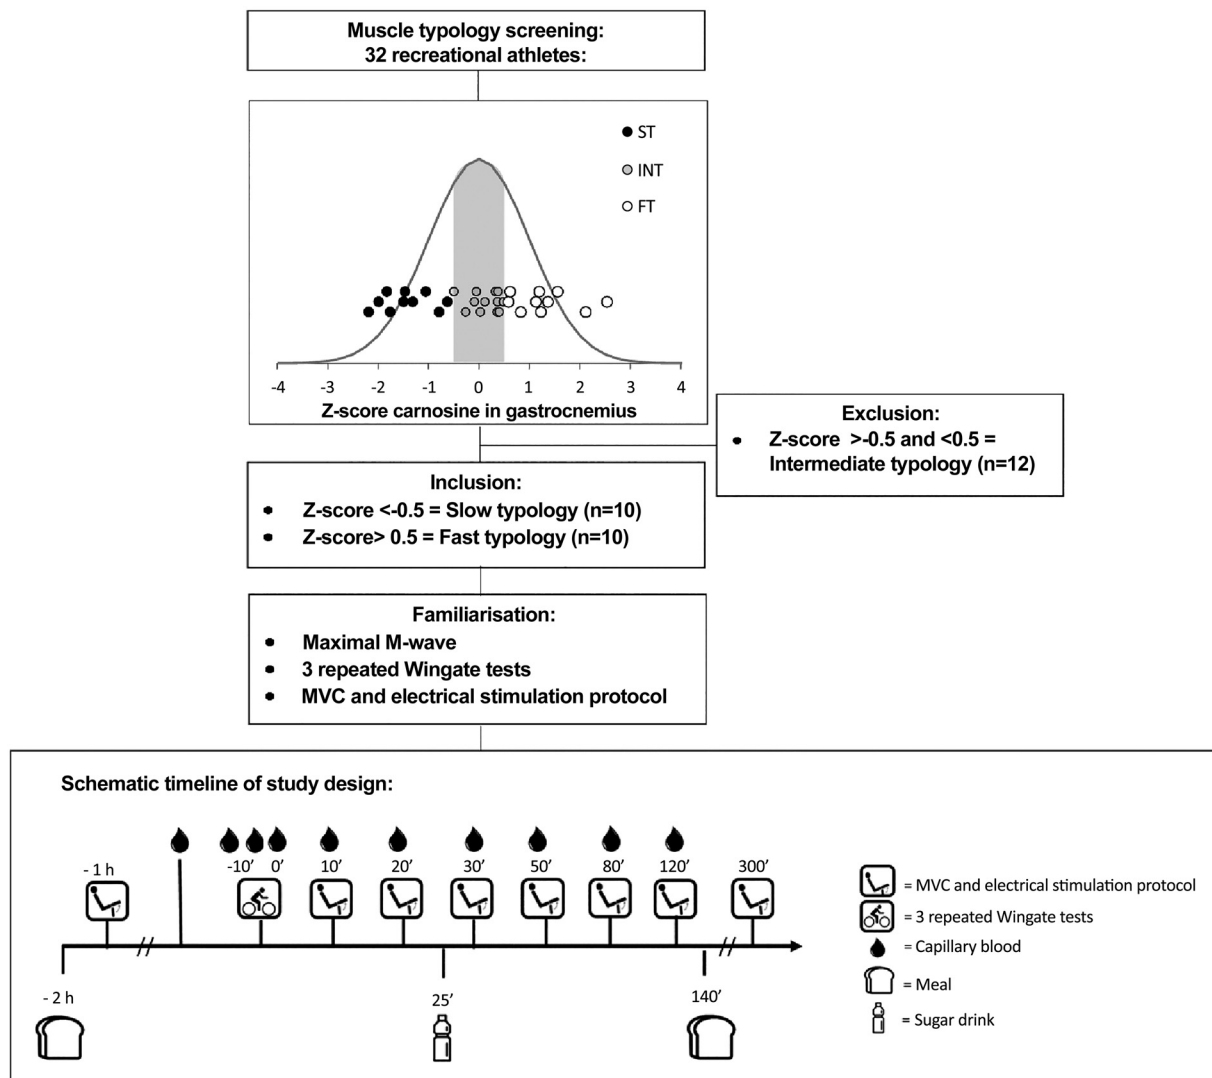 Muscle typology screening:
32 recreational athletes:
ST
INT
FT
-4 -3 -2 -1 0 1 2 3 4
Z-score carnosine in gastrocnemius
Exclusion:
Z-score >-0.5 and <0.5 =
Intermediate typology (n=12)
Inclusion:
Z-score <-0.5 = Slow typology (n=10)
Z-score> 0.5 = Fast typology (n=10)
Familiarisation:
Maximal M-wave
3 repeated Wingate tests
MVC and electrical stimulation protocol
Schematic timeline of study design:
- 1 h -10' 0' 10' 20' 30' 50' 80' 120' 300'
- 2 h 25' 140'
= MVC and electrical stimulation protocol
= 3 repeated Wingate tests
= Capillary blood
= Meal
= Sugar drink